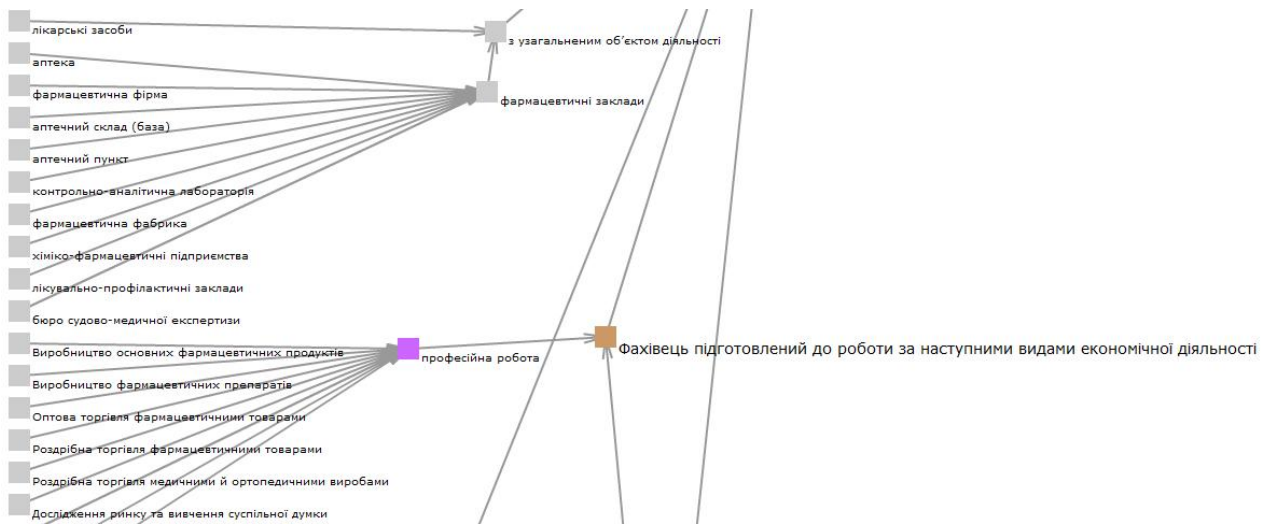 лікарські засоби
з узагальненим об’єктом діяльності
аптека
фармацевтична фірма
фармацевтичні заклади
аптечний склад (база)
аптечний пункт
контрольно-аналітична лабораторія
фармацевтична фабрика
хіміко-фармацевтичні підприємства
лікувально-профілактичні заклади
бюро судово-медичної експертизи
Виробництво основних фармацевтичних продуктів
професійна робота
Фахівець підготовлений до роботи за наступними видами економічної діяльності
Виробництво фармацевтичних препаратів
Оптова торгівля фармацевтичними товарами
Роздрібна торгівля фармацевтичними товарами
Роздрібна торгівля медичними й ортопедичними виробами
Дослідження ринку та вивчення суспільної думки